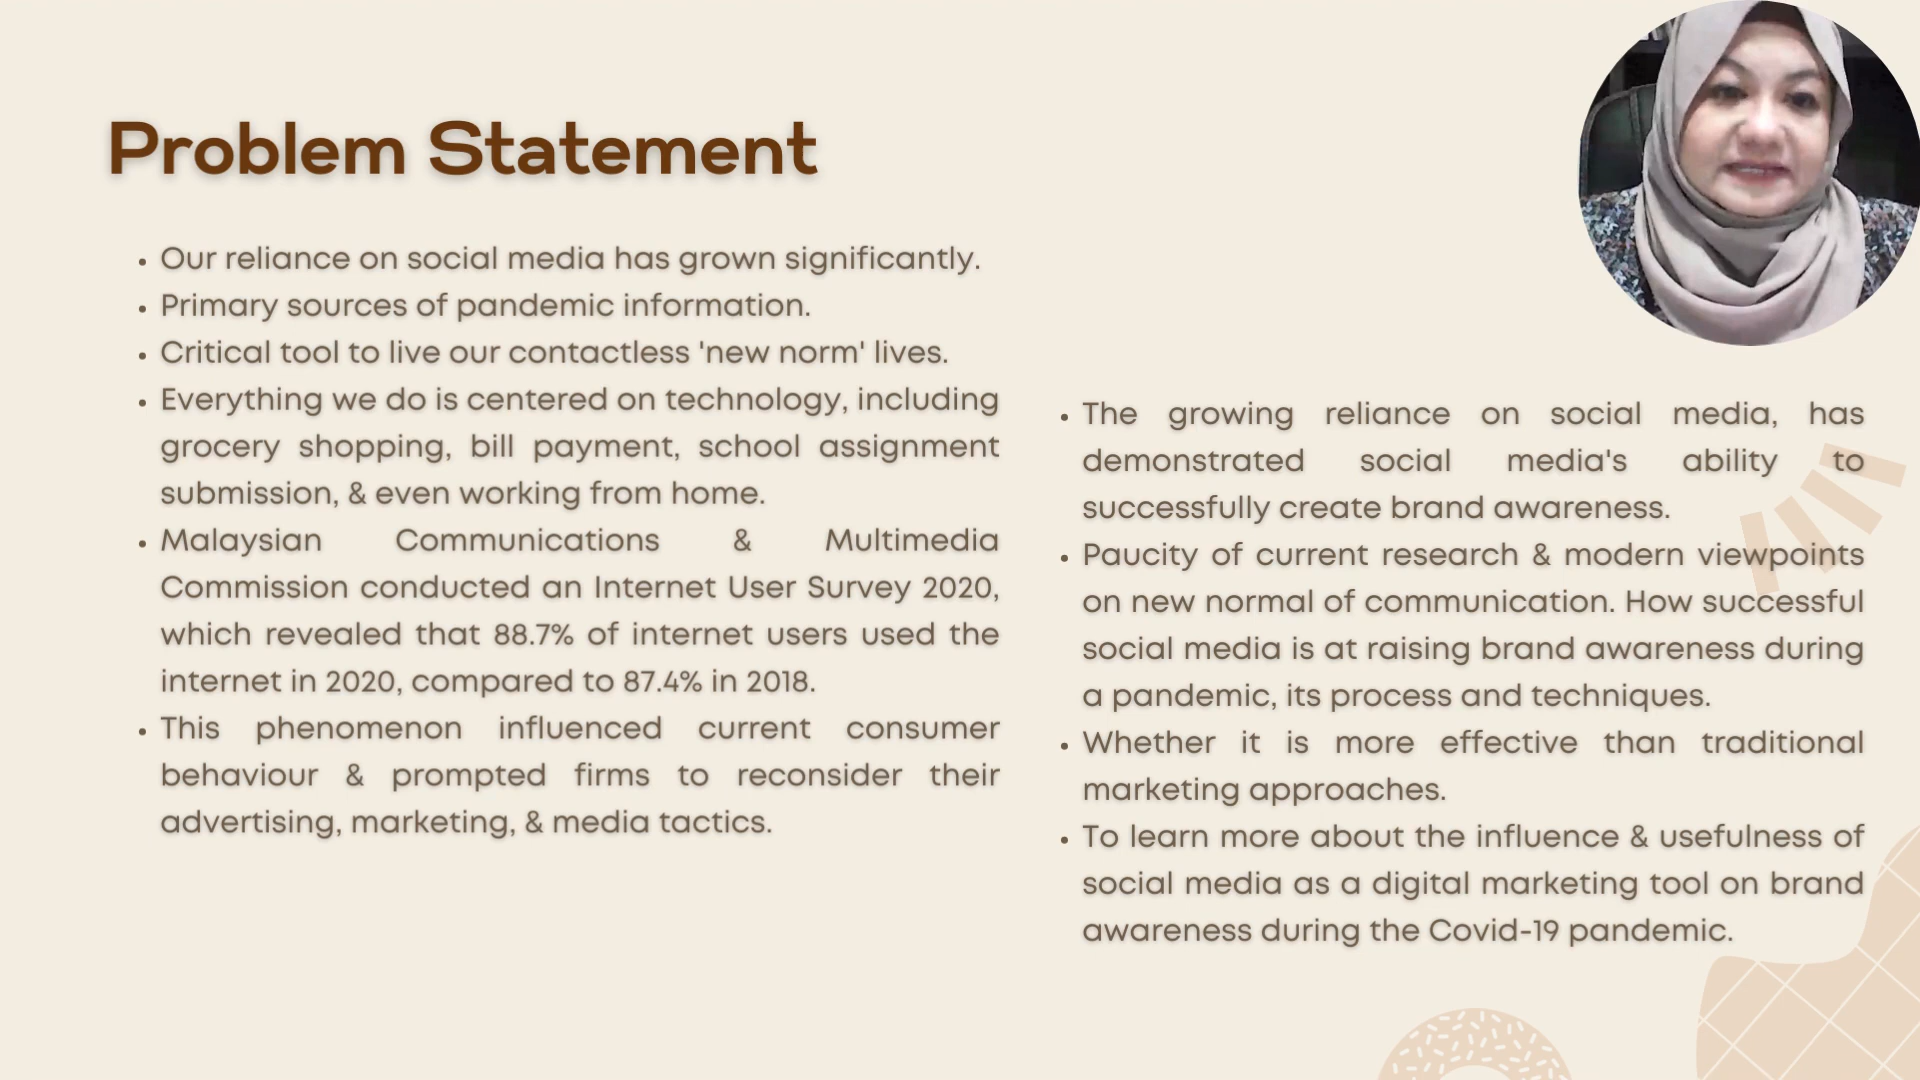 Problem Statement
• Our reliance on social media has grown significantly.
• Primary sources of pandemic information.
• Critical tool to live our contactless 'new norm' lives.
• Everything we do is centered on technology, including
grocery shopping, bill payment, school assignment
submission, & even working from home.
• Malaysian Communications & Multimedia
Commission conducted an Internet User Survey 2020,
which revealed that 88.7% of internet users used the
internet in 2020, compared to 87.4% in 2018.
• This phenomenon influenced current consumer
behaviour & prompted firms to reconsider their
advertising, marketing, & media tactics.
• The growing reliance on social media, has
demonstrated social media's ability to
successfully create brand awareness.
• Paucity of current research & modern viewpoints
on new normal of communication. How successful
social media is at raising brand awareness during
a pandemic, its process and techniques.
• Whether it is more effective than traditional
marketing approaches.
• To learn more about the influence & usefulness of
social media as a digital marketing tool on brand
awareness during the Covid-19 pandemic.